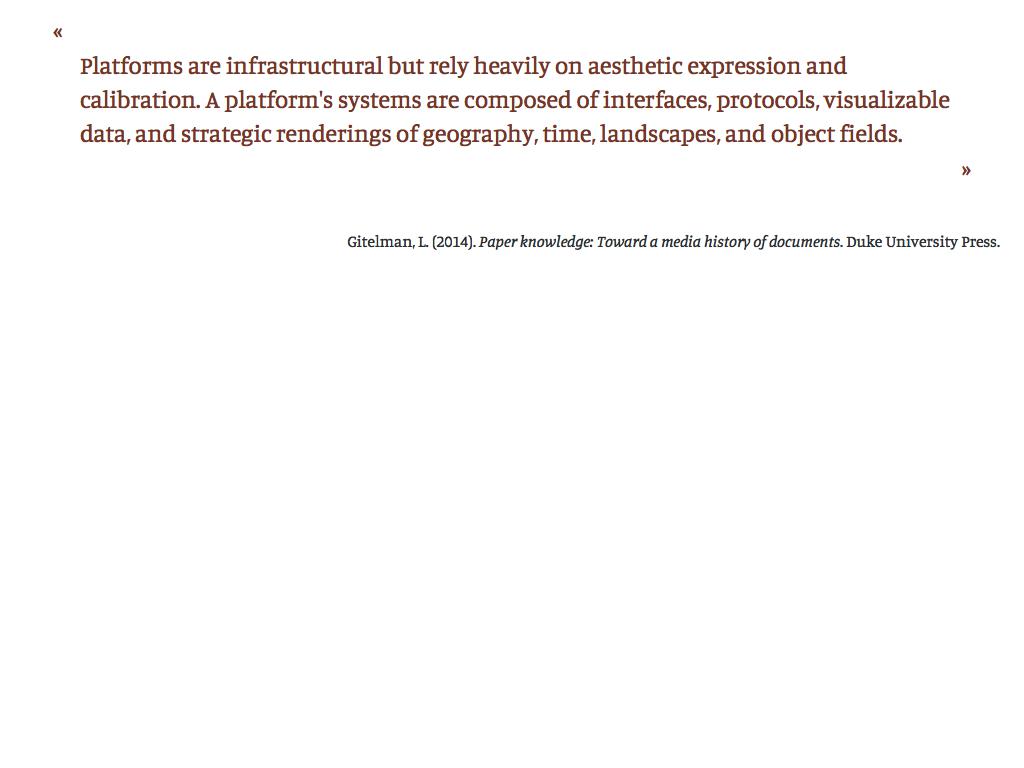 «
Platforms are infrastructural but rely heavily on aesthetic expression and
calibration. A platform's systems are composed of interfaces, protocols, visualizable
data, and strategic renderings of geography, time, landscapes, and object fields.
»
Gitelman, L. (2014). Paper knowledge: Toward a media history of documents. Duke University Press.